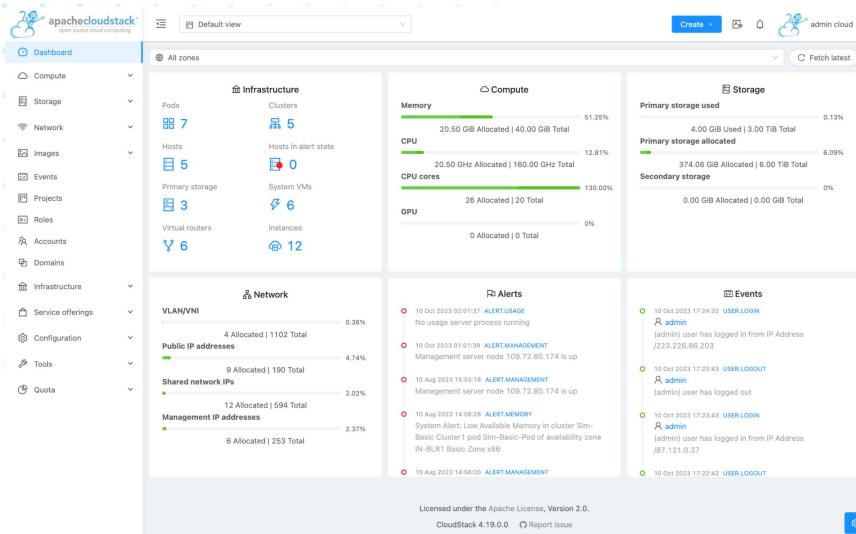 apachecloudstack
open source cloud computing
Default view
Create
admin cloud
Dashboard
Compute
Storage
Network
Images
Events
Projects
Roles
Accounts
Domains
Infrastructure
Service offerings
Configuration
Tools
Quota
All zones
Fetch latest
Infrastructure
Pods
7
Clusters
5
Hosts
5
Hosts in alert state
0
Primary storage
3
System VMs
6
Virtual routers
6
Instances
12
Compute
Memory
51.25%
20.50 GiB Allocated | 40.00 GiB Total
CPU
12.81%
20.50 GHz Allocated | 160.00 GHz Total
CPU cores
130.00%
26 Allocated | 20 Total
GPU
0%
0 Allocated | 0 Total
Storage
Primary storage used
0.13%
4.00 GiB Used | 3.00 TiB Total
Primary storage allocated
6.09%
374.06 GiB Allocated | 6.00 TiB Total
Secondary storage
0%
0.00 GiB Allocated | 0.00 GiB Total
Network
VLAN/VNI
0.36%
4 Allocated | 1102 Total
Public IP addresses
4.74%
9 Allocated | 190 Total
Shared network IPs
2.02%
12 Allocated | 594 Total
Management IP addresses
2.37%
6 Allocated | 253 Total
Alerts
10 Oct 2023 02:01:37 ALERT.USAGE
No usage server process running
10 Oct 2023 01:01:39 ALERT.MANAGEMENT
Management server node 109.72.80.174 is up
10 Aug 2023 15:03:18 ALERT.MANAGEMENT
Management server node 109.72.80.174 is up
10 Aug 2023 14:58:28 ALERT.MEMORY
System Alert: Low Available Memory in cluster Sim-
Basic Cluster1 pod Sim-Basic-Pod of availability zone
IN-BLR1 Basic Zone x86
10 Aug 2023 14:56:00 ALERT.MANAGEMENT
Events
10 Oct 2023 17:24:32 USER.LOGIN
admin
(admin) user has logged in from IP Address
/223.226.86.203
10 Oct 2023 17:23:43 USER.LOGOUT
admin
(admin) user has logged out
10 Oct 2023 17:23:43 USER.LOGIN
admin
(admin) user has logged in from IP Address
/87.121.0.37
10 Oct 2023 17:22:42 USER.LOGOUT
Licensed under the Apache License, Version 2.0.
CloudStack 4.19.0.0 Report issue